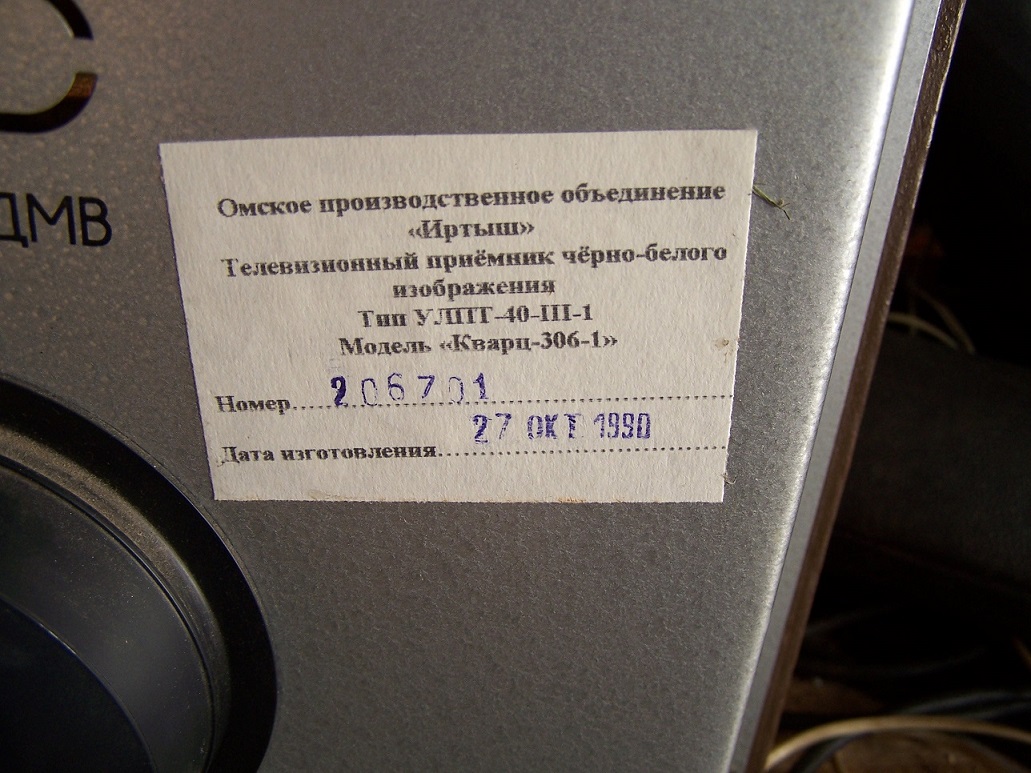 ДМВ
Омское производственное объединение
«Иртыш»
Телевизионный приёмник чёрно-белого
изображения
Тип УЛПТ-40-III-1
Модель «Кварц-306-1»
Номер 206701
Дата изготовления 27 ОКТ 1990